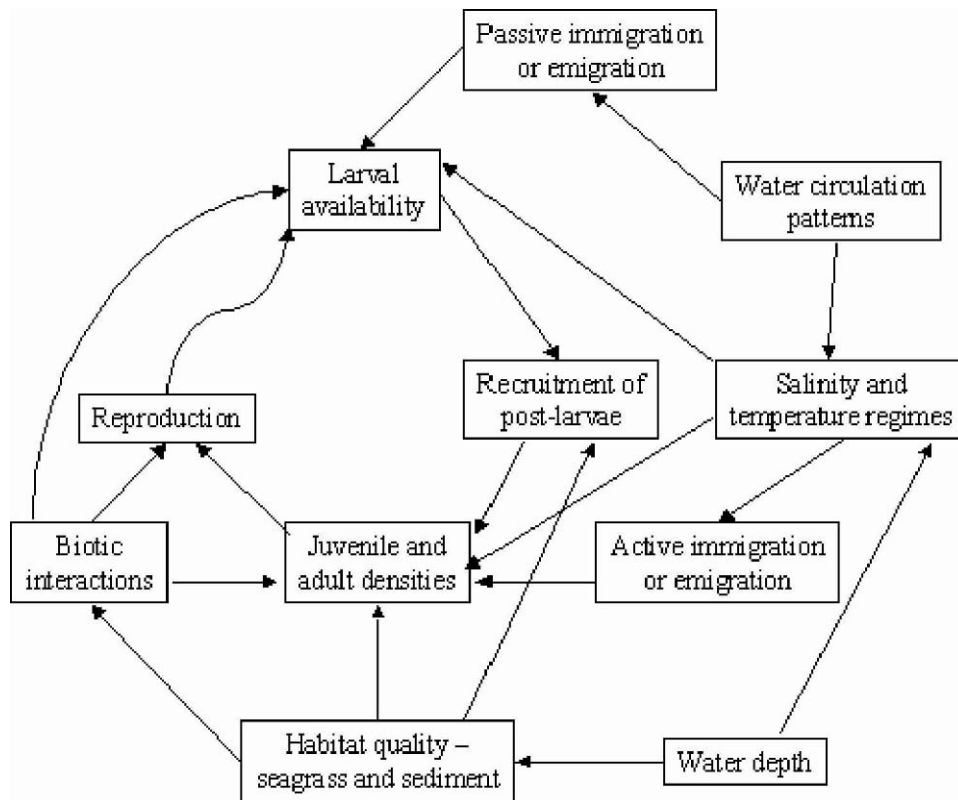 Passive immigration
or emigration
Larval
availability
Water circulation
patterns
Recruitment of
post-larvae
Salinity and
temperature regimes
Reproduction
Biotic
interactions
Juvenile and
adult densities
Active immigration
or emigration
Habitat quality –
seagrass and sediment
Water depth